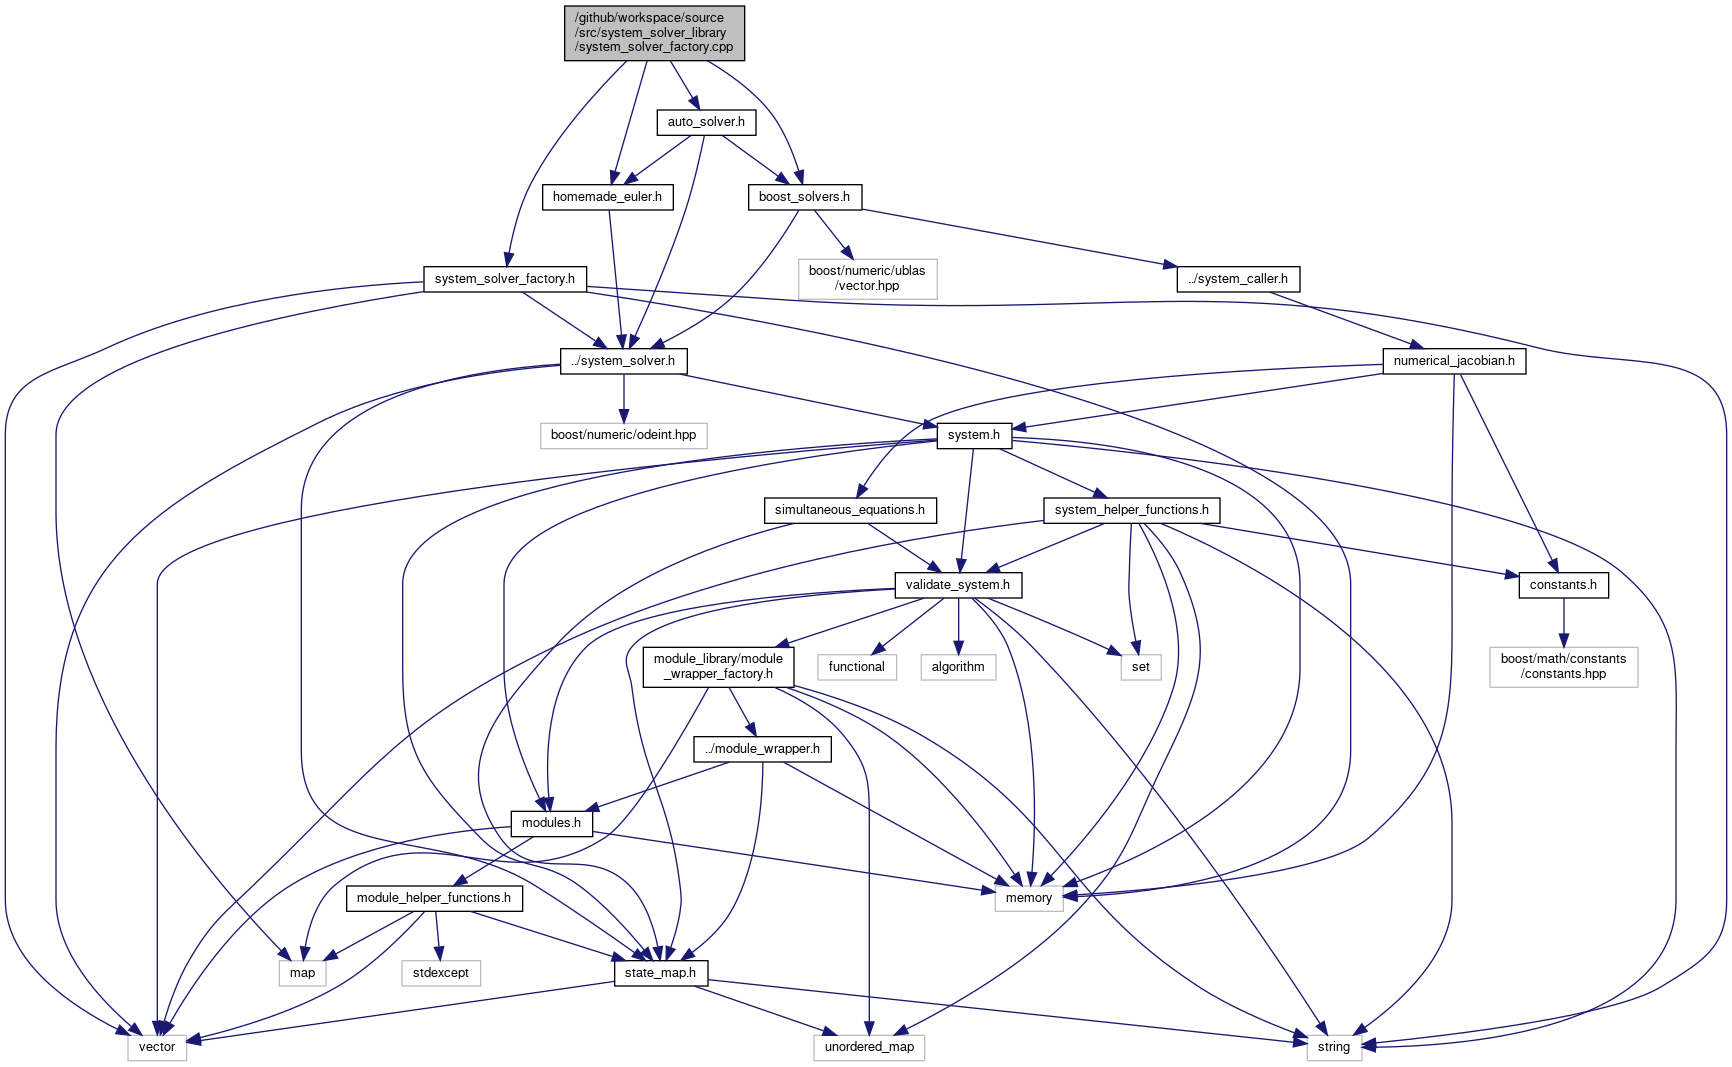 /github/workspace/source
/src/system_solver_library
/system_solver_factory.cpp
auto_solver.h
homemade_euler.h
boost_solvers.h
system_solver_factory.h
boost/numeric/ublas
/vector.hpp
../system_caller.h
../system_solver.h
numerical_jacobian.h
boost/numeric/odeint.hpp
system.h
simultaneous_equations.h
system_helper_functions.h
validate_system.h
constants.h
module_library/module
_wrapper_factory.h
functional
algorithm
set
boost/math/constants
/constants.hpp
../module_wrapper.h
modules.h
module_helper_functions.h
memory
map
stdexcept
state_map.h
vector
unordered_map
string